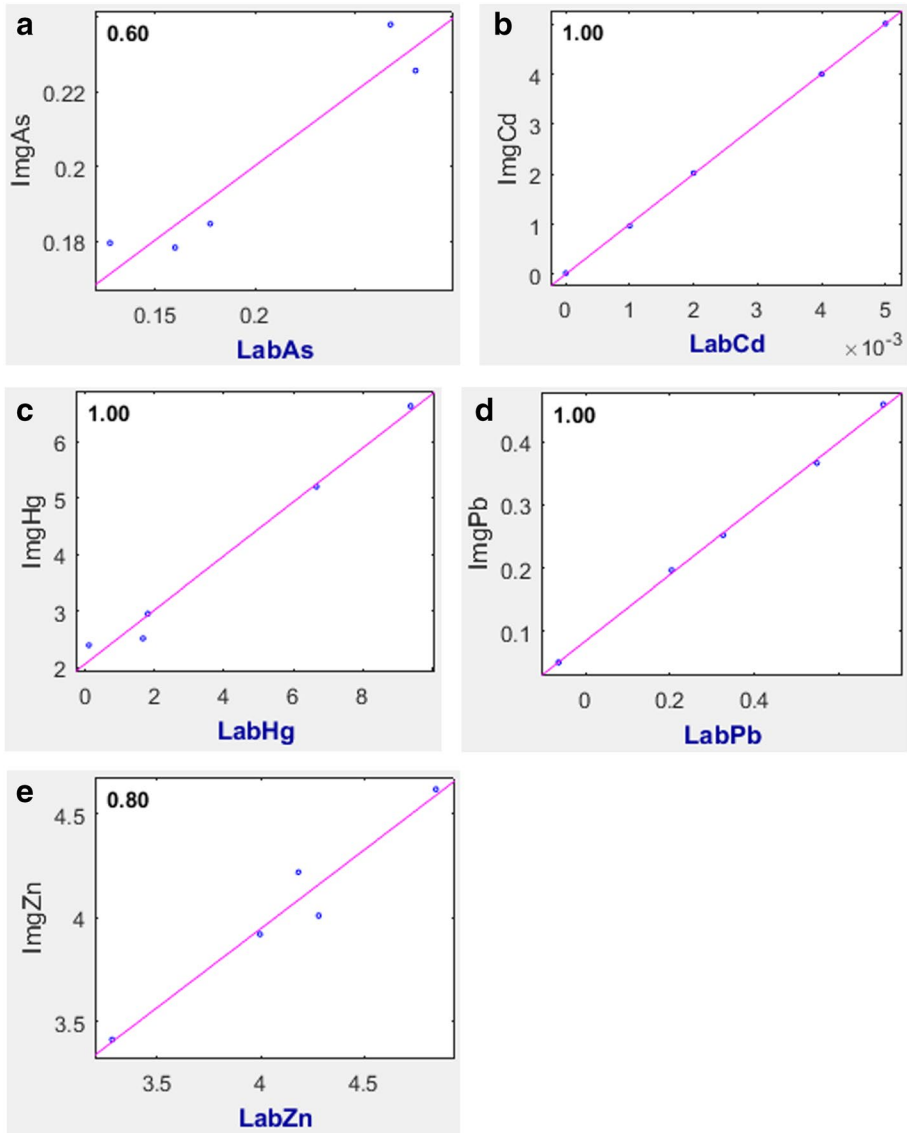 a
0.60
0.22
0.2
0.18
ImgAs
0.15 0.2
LabAs
b
1.00
4
3
2
1
0
ImgCd
0 1 2 3 4 5
× 10-3
LabCd
c
1.00
6
5
4
3
2
ImgHg
0 2 4 6 8
LabHg
d
1.00
0.4
0.3
0.2
0.1
ImgPb
0 0.2 0.4
LabPb
e
0.80
4.5
4
3.5
ImgZn
3.5 4 4.5
LabZn